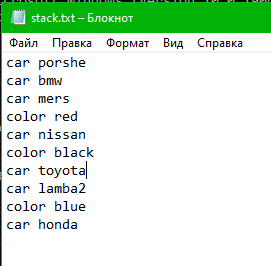 stack.txt – Блокнот
Файл Правка Формат Вид Справка
car porshe
car bmw
car mers
color red
car nissan
color black
car toyota
car lamba2
color blue
car honda